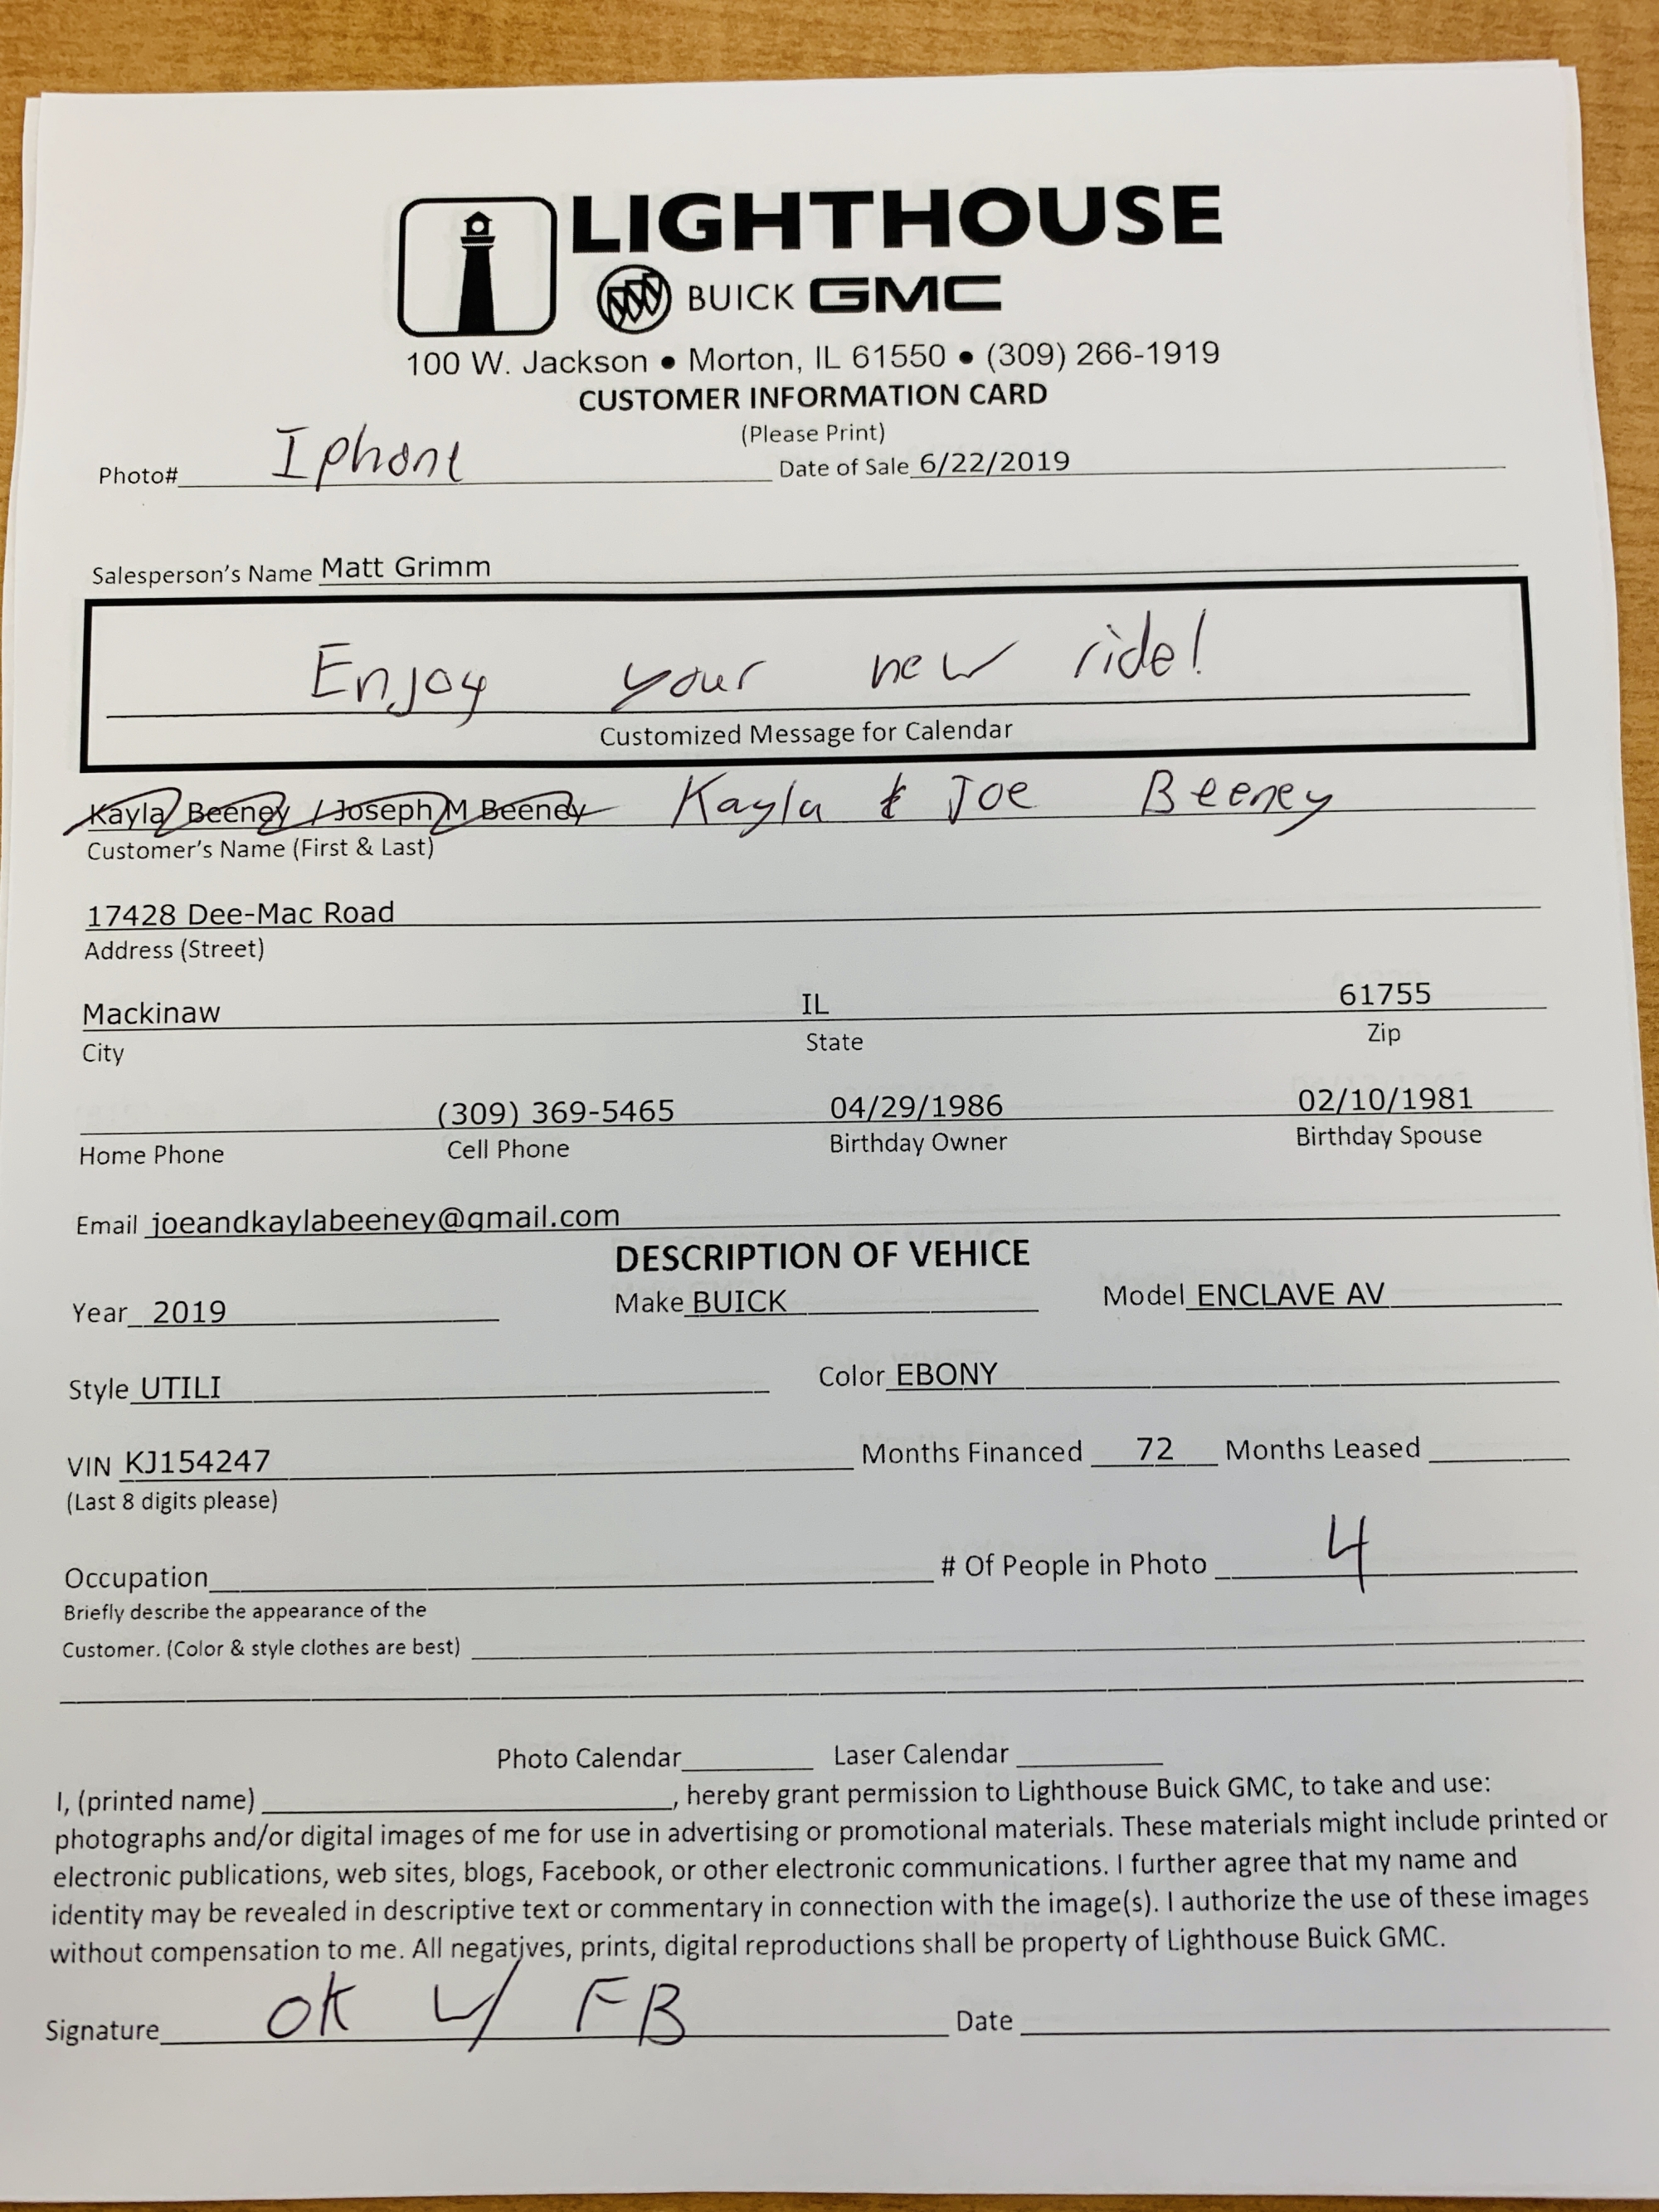 LIGHTHOUSE
BUICK GMC
100 W. Jackson • Morton, IL 61550 • (309) 266-1919
CUSTOMER INFORMATION CARD
(Please Print)
Photo# Iphone Date of Sale 6/22/2019
Salesperson's Name Matt Grimm
Enjoy your new ride!
Customized Message for Calendar
Kayla Beeney / Joseph M Beeney Kayla & Joe Beeney
Customer's Name (First & Last)
17428 Dee-Mac Road
Address (Street)
Mackinaw IL 61755
City State Zip
(309) 369-5465 04/29/1986 02/10/1981
Home Phone Cell Phone Birthday Owner Birthday Spouse
Email joeandkaylabeeney@gmail.com
DESCRIPTION OF VEHICE
Year 2019 Make BUICK Model ENCLAVE AV
Style UTILI Color EBONY
VIN KJ154247 Months Financed 72 Months Leased
(Last 8 digits please)
Occupation # Of People in Photo 4
Briefly describe the appearance of the
Customer. (Color & style clothes are best)
Photo Calendar Laser Calendar
I, (printed name) , hereby grant permission to Lighthouse Buick GMC, to take and use:
photographs and/or digital images of me for use in advertising or promotional materials. These materials might include printed or
electronic publications, web sites, blogs, Facebook, or other electronic communications. I further agree that my name and
identity may be revealed in descriptive text or commentary in connection with the image(s). I authorize the use of these images
without compensation to me. All negatives, prints, digital reproductions shall be property of Lighthouse Buick GMC.
Signature OK w/ FB Date